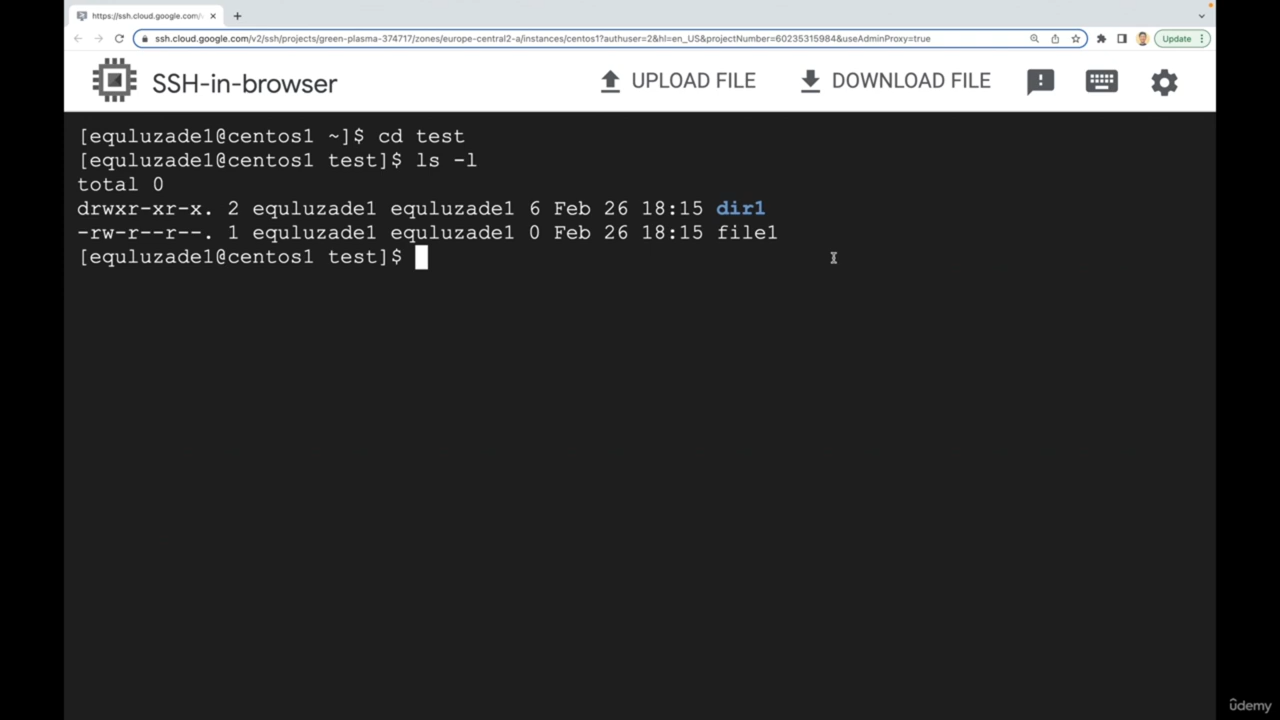 https://ssh.cloud.google.com/v
ssh.cloud.google.com/v2/ssh/projects/green-plasma-374717/zones/europe-central2-a/instances/centos1?authuser=2&hl=en_US&projectNumber=60235315984&useAdminProxy=true
Update
SSH-in-browser
UPLOAD FILE
DOWNLOAD FILE
[equluzade1@centos1 ~]$ cd test
[equluzade1@centos1 test]$ ls -l
total 0
drwxr-xr-x. 2 equluzade1 equluzade1 6 Feb 26 18:15 dir1
-rw-r--r--. 1 equluzade1 equluzade1 0 Feb 26 18:15 file1
[equluzade1@centos1 test]$
ûdemy